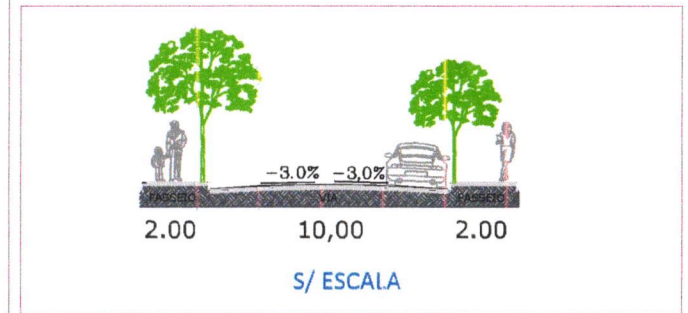 -3.0% -3,0%
PASSEIO VIA PASSEIO
2.00 10,00 2.00
S/ ESCALA